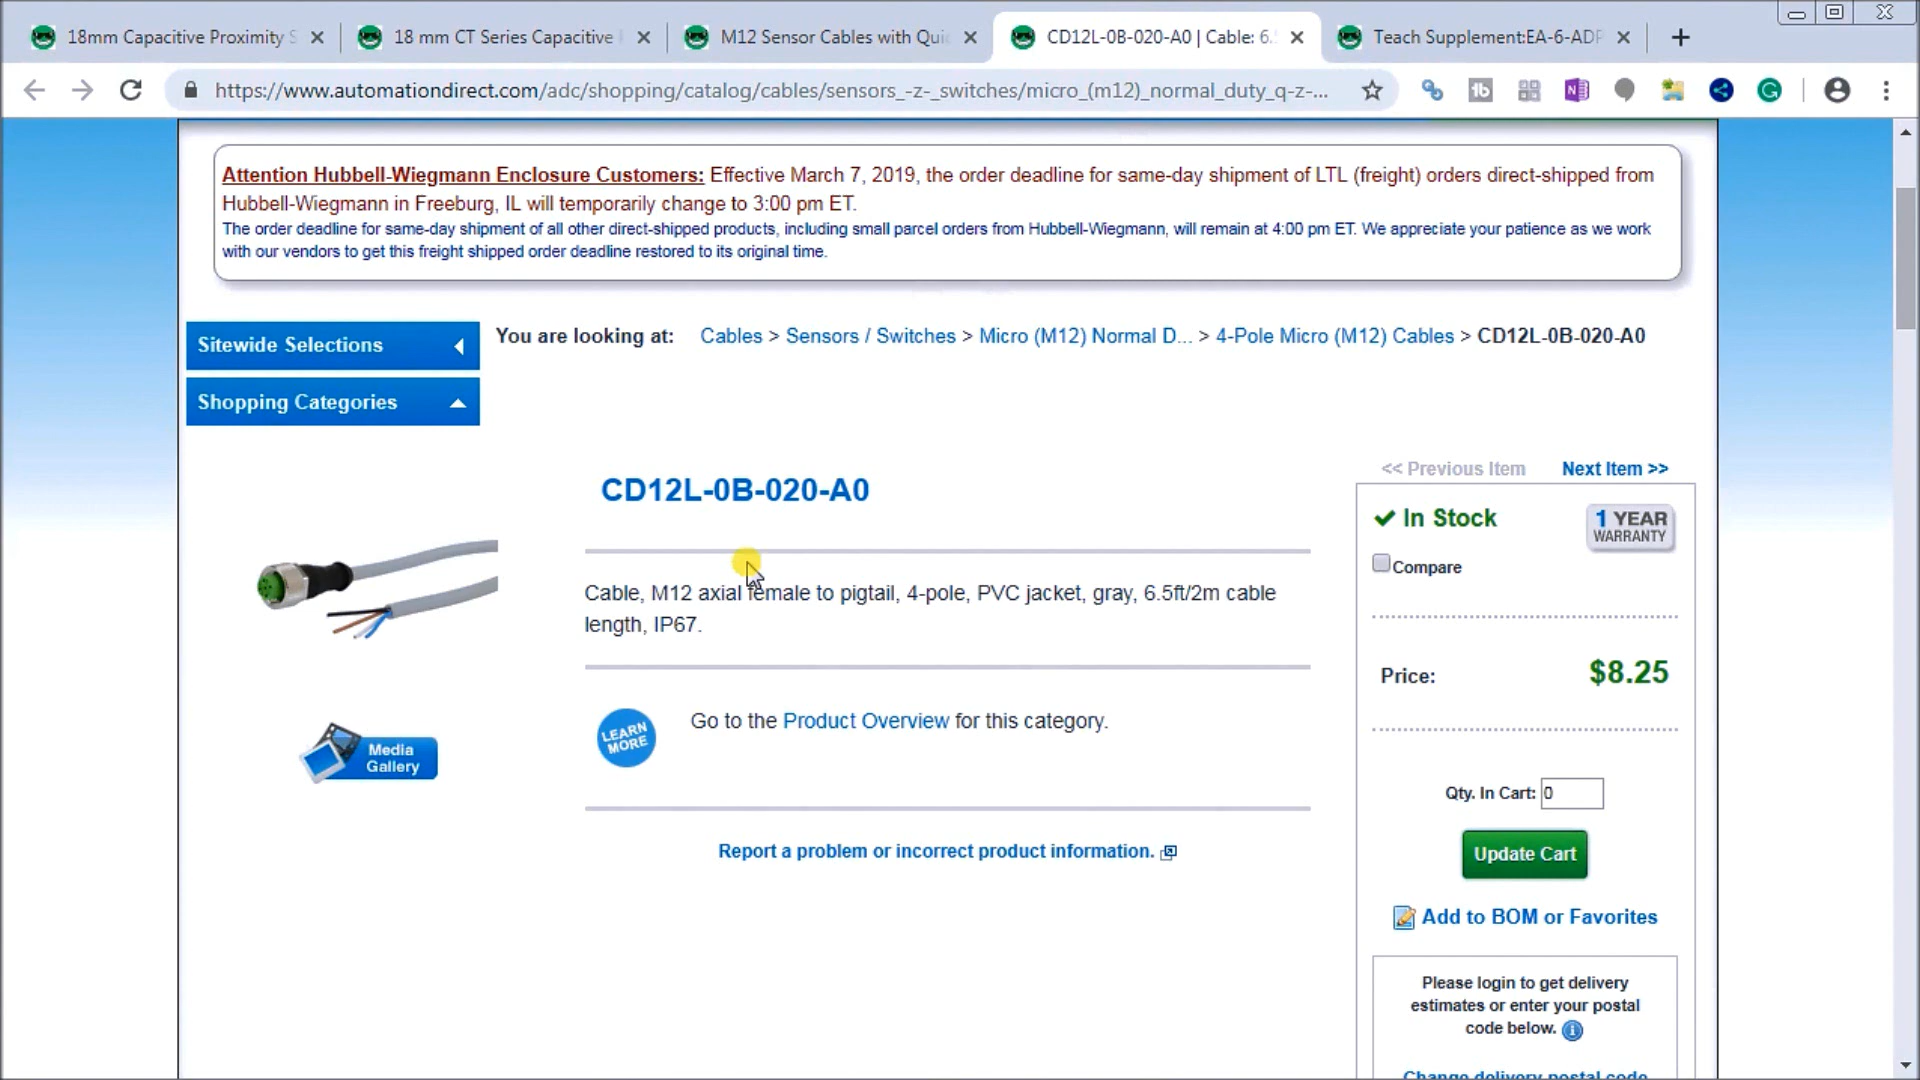 18mm Capacitive Proximity S
18 mm CT Series Capacitive
M12 Sensor Cables with Qui
CD12L-0B-020-A0 | Cable: 6.
Teach Supplement:EA-6-ADP
https://www.automationdirect.com/adc/shopping/catalog/cables/sensors_-z-_switches/micro_(m12)_normal_duty_q-z-...
Attention Hubbell-Wiegmann Enclosure Customers: Effective March 7, 2019, the order deadline for same-day shipment of LTL (freight) orders direct-shipped from
Hubbell-Wiegmann in Freeburg, IL will temporarily change to 3:00 pm ET.
The order deadline for same-day shipment of all other direct-shipped products, including small parcel orders from Hubbell-Wiegmann, will remain at 4:00 pm ET. We appreciate your patience as we work
with our vendors to get this freight shipped order deadline restored to its original time.
Sitewide Selections
You are looking at: Cables > Sensors / Switches > Micro (M12) Normal D... > 4-Pole Micro (M12) Cables > CD12L-0B-020-A0
Shopping Categories
<< Previous Item Next Item >>
CD12L-0B-020-A0
In Stock
1 YEAR
WARRANTY
Compare
Cable, M12 axial female to pigtail, 4-pole, PVC jacket, gray, 6.5ft/2m cable
length, IP67.
Price: $8.25
LEARN
MORE
Go to the Product Overview for this category.
Media
Gallery
Qty. In Cart: 0
Report a problem or incorrect product information.
Update Cart
Add to BOM or Favorites
Please login to get delivery
estimates or enter your postal
code below.
Change delivery postal code